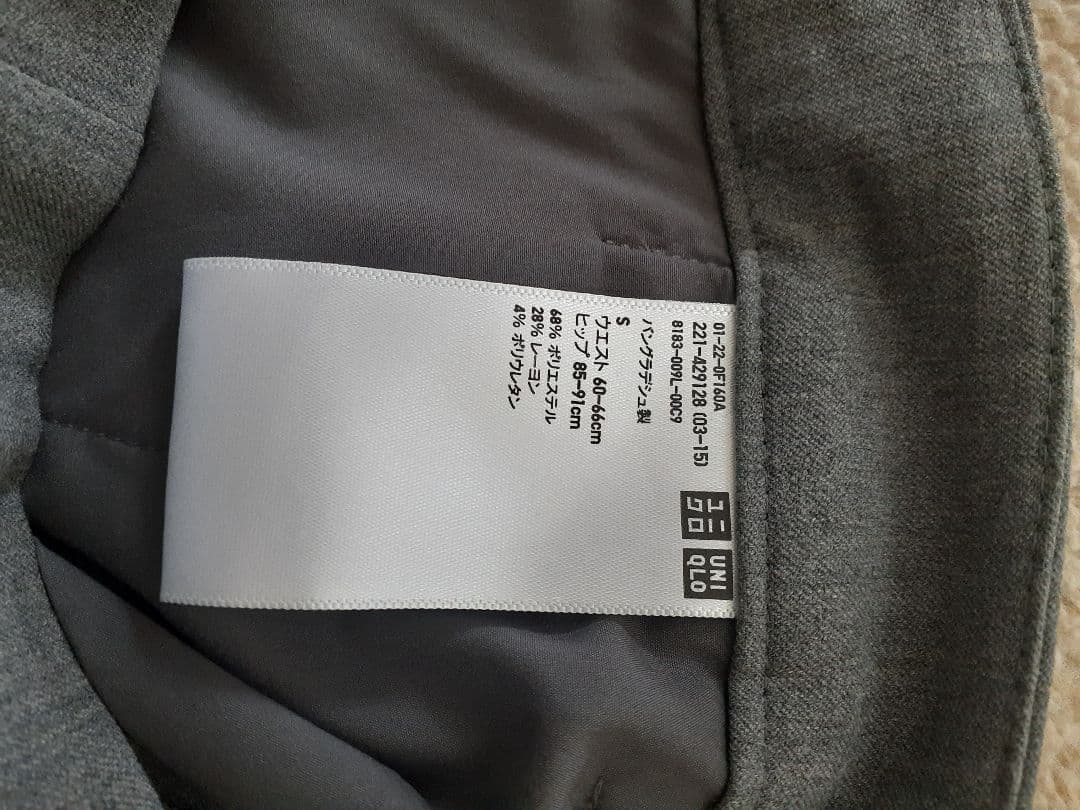 01-22-0F160A
221-429128 (03-15)
8183-009L-00C9
バングラデシュ製
S
ウエスト 60-66cm
ヒップ 85-91cm
68% ポリエステル
28% レーヨン
4% ポリウレタン
ユニ
クロ
UNI
QLO